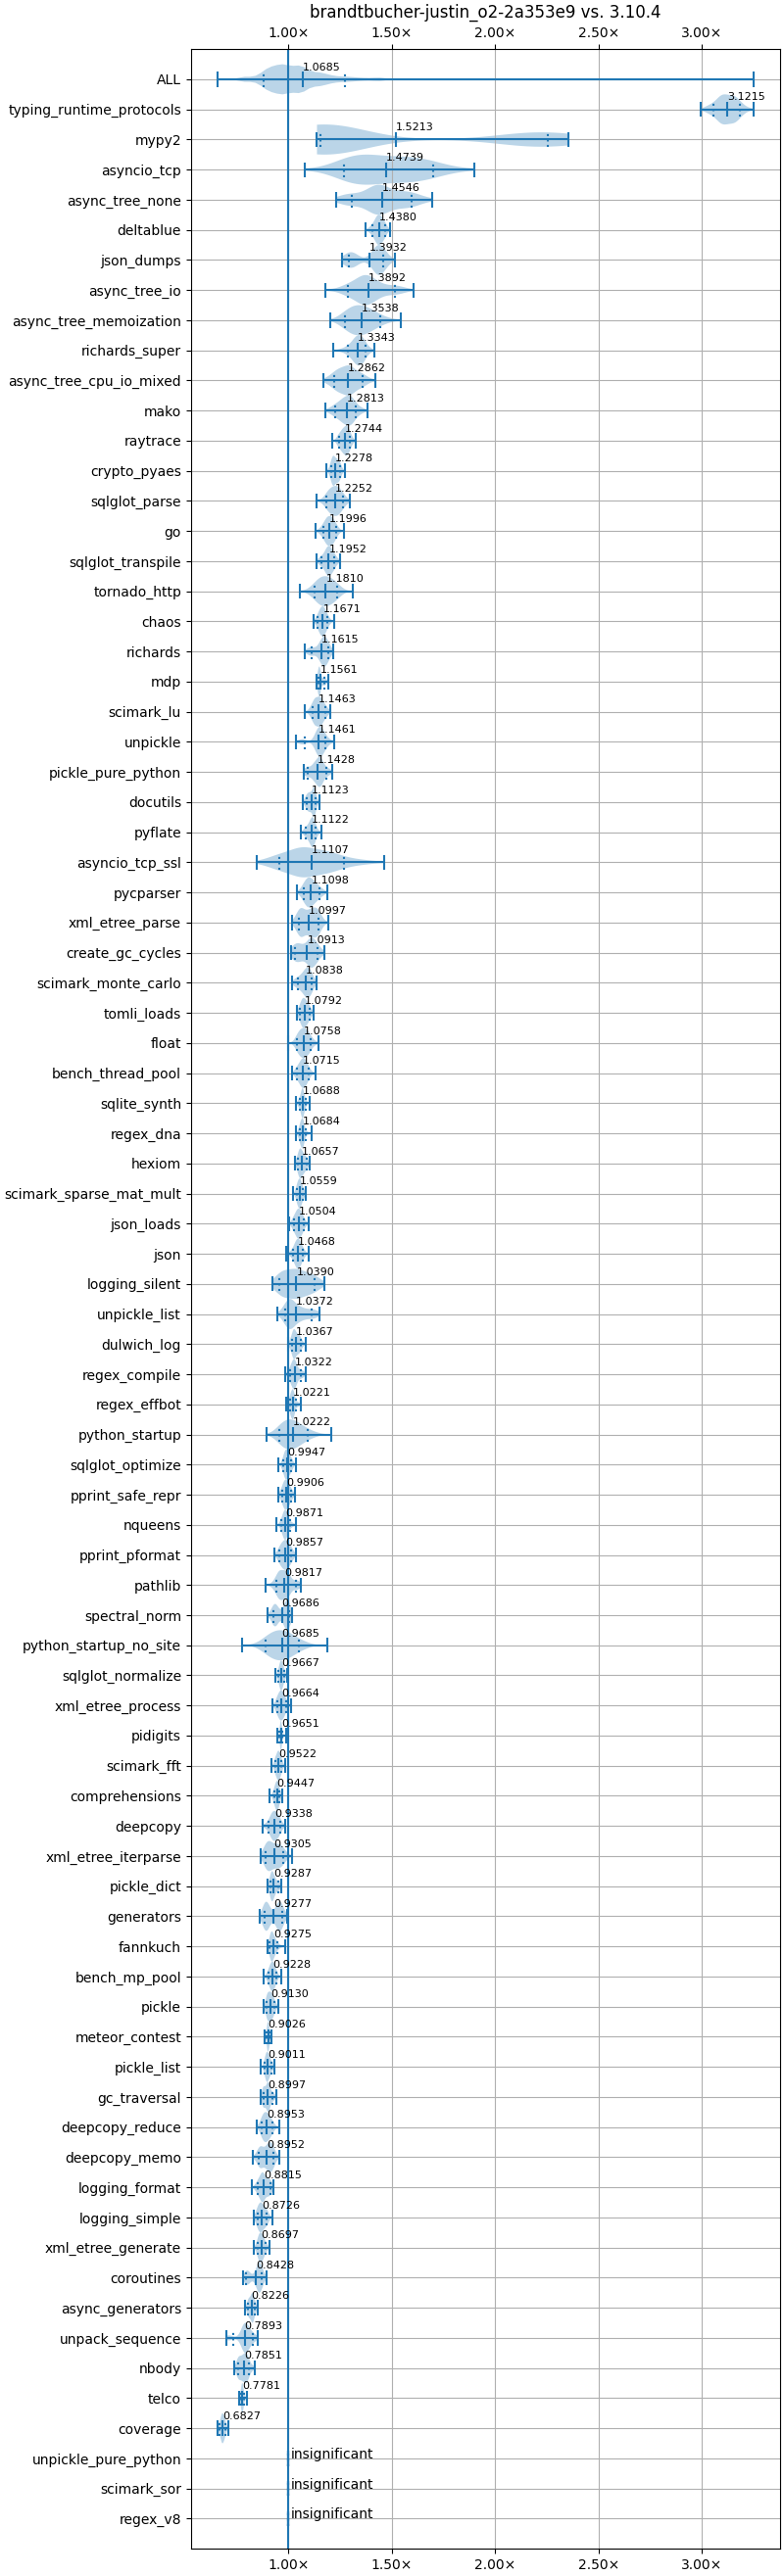 brandtbucher-justin_o2-2a353e9 vs. 3.10.4
1.00× 1.50× 2.00× 2.50× 3.00×
ALL 1.0685
typing_runtime_protocols 3.1215
mypy2 1.5213
asyncio_tcp 1.4739
async_tree_none 1.4546
deltablue 1.4380
json_dumps 1.3932
async_tree_io 1.3892
async_tree_memoization 1.3538
richards_super 1.3343
async_tree_cpu_io_mixed 1.2862
mako 1.2813
raytrace 1.2744
crypto_pyaes 1.2278
sqlglot_parse 1.2252
go 1.1996
sqlglot_transpile 1.1952
tornado_http 1.1810
chaos 1.1671
richards 1.1615
mdp 1.1561
scimark_lu 1.1463
unpickle 1.1461
pickle_pure_python 1.1428
docutils 1.1123
pyflate 1.1122
asyncio_tcp_ssl 1.1107
pycparser 1.1098
xml_etree_parse 1.0997
create_gc_cycles 1.0913
scimark_monte_carlo 1.0838
tomli_loads 1.0792
float 1.0758
bench_thread_pool 1.0715
sqlite_synth 1.0688
regex_dna 1.0684
hexiom 1.0657
scimark_sparse_mat_mult 1.0559
json_loads 1.0504
json 1.0468
logging_silent 1.0390
unpickle_list 1.0372
dulwich_log 1.0367
regex_compile 1.0322
regex_effbot 1.0221
python_startup 1.0222
sqlglot_optimize 0.9947
pprint_safe_repr 0.9906
nqueens 0.9871
pprint_pformat 0.9857
pathlib 0.9817
spectral_norm 0.9686
python_startup_no_site 0.9685
sqlglot_normalize 0.9667
xml_etree_process 0.9664
pidigits 0.9651
scimark_fft 0.9522
comprehensions 0.9447
deepcopy 0.9338
xml_etree_iterparse 0.9305
pickle_dict 0.9287
generators 0.9277
fannkuch 0.9275
bench_mp_pool 0.9228
pickle 0.9130
meteor_contest 0.9026
pickle_list 0.9011
gc_traversal 0.8997
deepcopy_reduce 0.8953
deepcopy_memo 0.8952
logging_format 0.8815
logging_simple 0.8726
xml_etree_generate 0.8697
coroutines 0.8428
async_generators 0.8226
unpack_sequence 0.7893
nbody 0.7851
telco 0.7781
coverage 0.6827
unpickle_pure_python insignificant
scimark_sor insignificant
regex_v8 insignificant
1.00× 1.50× 2.00× 2.50× 3.00×